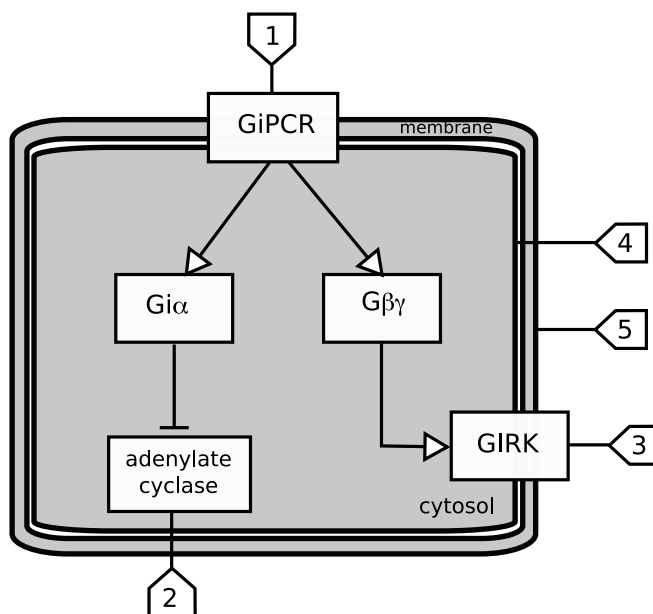 1
GiPCR
membrane
4
Giα
Gβγ
5
GIRK
3
adenylate
cyclase
cytosol
2